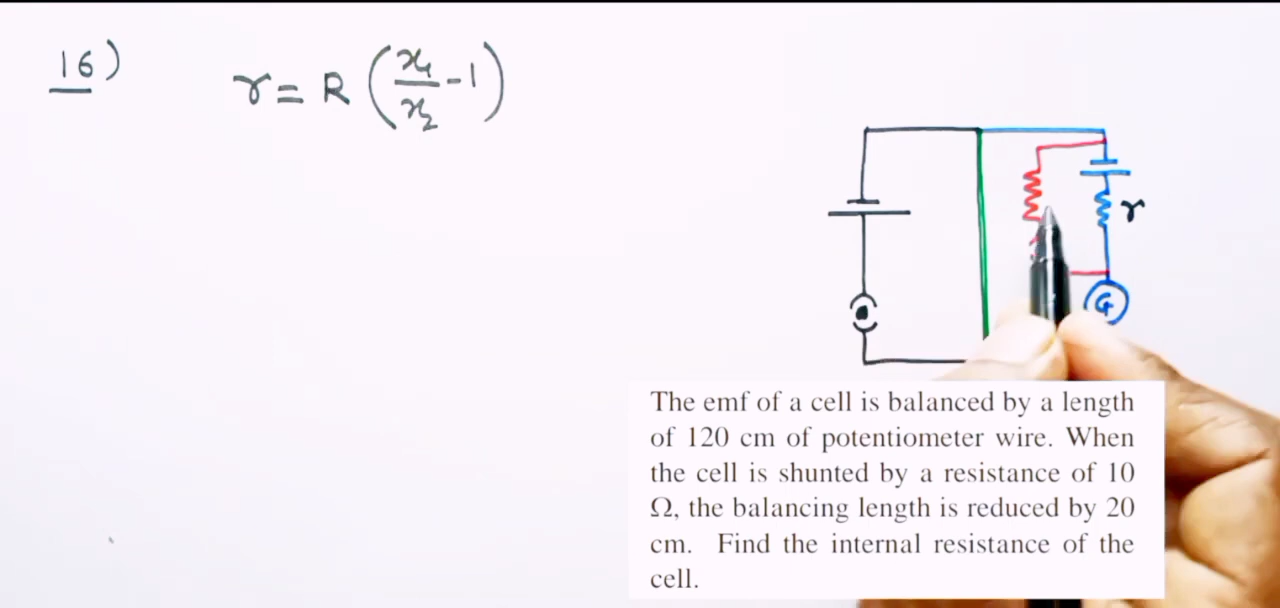 16)
r = R (x₁/x₂ - 1)
r
G
The emf of a cell is balanced by a length
of 120 cm of potentiometer wire. When
the cell is shunted by a resistance of 10
Ω, the balancing length is reduced by 20
cm. Find the internal resistance of the
cell.